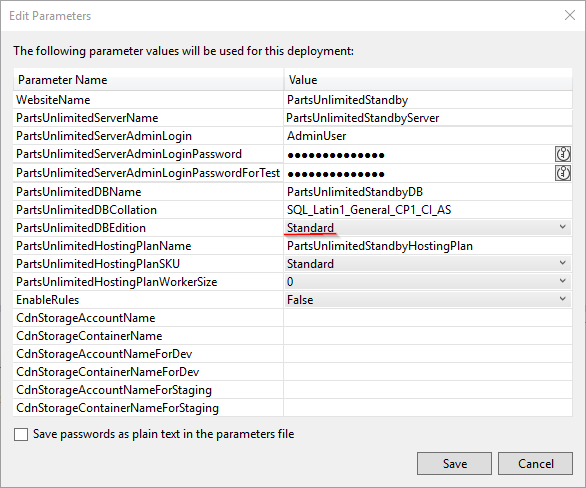 Edit Parameters
The following parameter values will be used for this deployment:
Parameter Name Value
WebsiteName PartsUnlimitedStandby
PartsUnlimitedServerName PartsUnlimitedStandbyServer
PartsUnlimitedServerAdminLogin AdminUser
PartsUnlimitedServerAdminLoginPassword ●●●●●●●●●●●●●●
PartsUnlimitedServerAdminLoginPasswordForTest ●●●●●●●●●●●●●●
PartsUnlimitedDBName PartsUnlimitedStandbyDB
PartsUnlimitedDBCollation SQL_Latin1_General_CP1_CI_AS
PartsUnlimitedDBEdition Standard
PartsUnlimitedHostingPlanName PartsUnlimitedStandbyHostingPlan
PartsUnlimitedHostingPlanSKU Standard
PartsUnlimitedHostingPlanWorkerSize 0
EnableRules False
CdnStorageAccountName
CdnStorageContainerName
CdnStorageAccountNameForDev
CdnStorageContainerNameForDev
CdnStorageAccountNameForStaging
CdnStorageContainerNameForStaging
Save passwords as plain text in the parameters file
Save Cancel